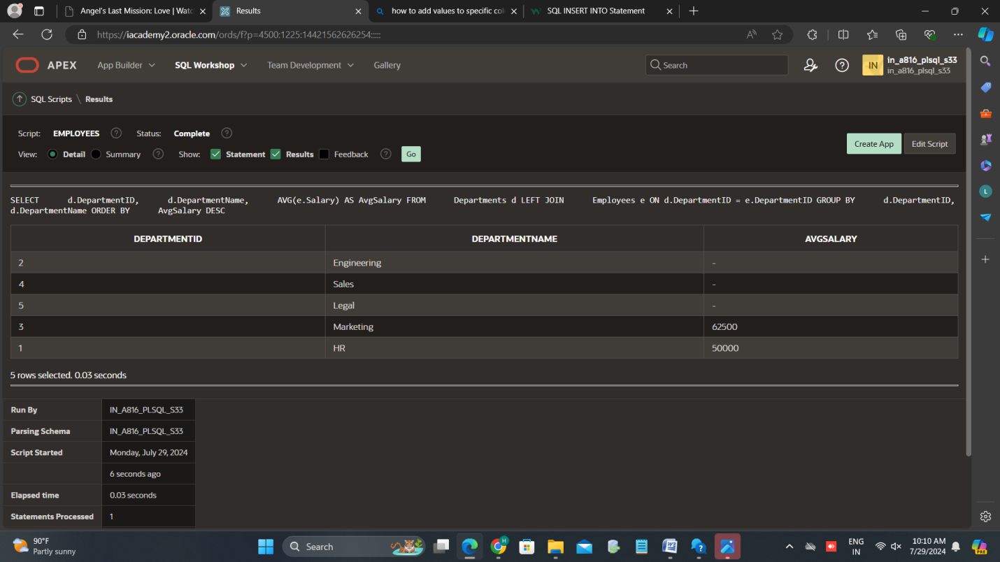 Angel's Last Mission: Love | Watc
Results
how to add values to specific col
SQL INSERT INTO Statement
https://iacademy2.oracle.com/ords/f?p=4500:1225:14421562626254:::::
APEX
App Builder
SQL Workshop
Team Development
Gallery
Search
IN
in_a816_plsql_s33
in_a816_plsql_s33
SQL Scripts \ Results
Script: EMPLOYEES ? Status: Complete ?
View: Detail Summary ? Show: Statement Results Feedback ? Go
Create App
Edit Script
SELECT d.DepartmentID, d.DepartmentName, AVG(e.Salary) AS AvgSalary FROM Departments d LEFT JOIN Employees e ON d.DepartmentID = e.DepartmentID GROUP BY d.DepartmentID,
d.DepartmentName ORDER BY AvgSalary DESC
DEPARTMENTID DEPARTMENTNAME AVGSALARY
2 Engineering -
4 Sales -
5 Legal -
3 Marketing 62500
1 HR 50000
5 rows selected. 0.03 seconds
Run By IN_A816_PLSQL_S33
Parsing Schema IN_A816_PLSQL_S33
Script Started Monday, July 29, 2024
6 seconds ago
Elapsed time 0.03 seconds
Statements Processed 1
L
90°F
Partly sunny
Search
H
ENG
IN
10:10 AM
7/29/2024
PRE